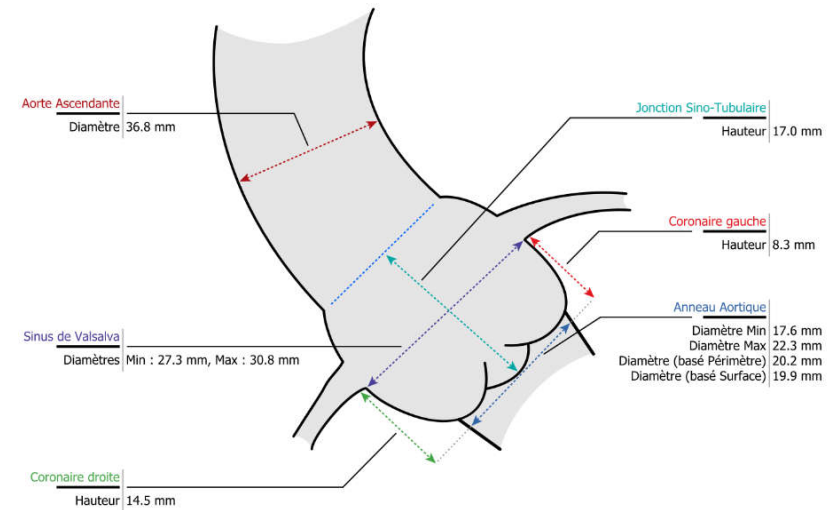 Aorte Ascendante
Diamètre 36.8 mm
Jonction Sino-Tubulaire
Hauteur 17.0 mm
Coronaire gauche
Hauteur 8.3 mm
Anneau Aortique
Diamètre Min 17.6 mm
Diamètre Max 22.3 mm
Diamètre (basé Périmètre) 20.2 mm
Diamètre (basé Surface) 19.9 mm
Sinus de Valsalva
Diamètres Min : 27.3 mm, Max : 30.8 mm
Coronaire droite
Hauteur 14.5 mm